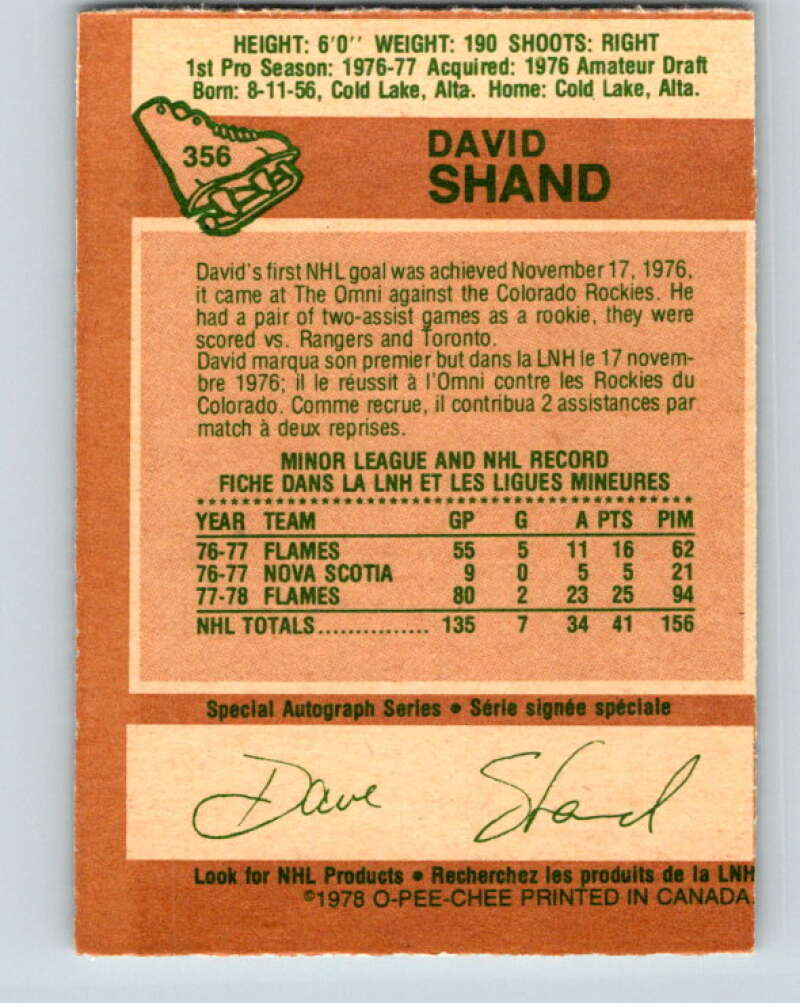 HEIGHT: 6'0'' WEIGHT: 190 SHOOTS: RIGHT
1st Pro Season: 1976-77 Acquired: 1976 Amateur Draft
Born: 8-11-56, Cold Lake, Alta. Home: Cold Lake, Alta.
356
DAVID
SHAND
David's first NHL goal was achieved November 17, 1976,
it came at The Omni against the Colorado Rockies. He
had a pair of two-assist games as a rookie, they were
scored vs. Rangers and Toronto.
David marqua son premier but dans la LNH le 17 novem-
bre 1976; il le réussit à l'Omni contre les Rockies du
Colorado. Comme recrue, il contribua 2 assistances par
match à deux reprises.
MINOR LEAGUE AND NHL RECORD
FICHE DANS LA LNH ET LES LIGUES MINEURES
YEAR TEAM GP G A PTS PIM
76-77 FLAMES 55 5 11 16 62
76-77 NOVA SCOTIA 9 0 5 5 21
77-78 FLAMES 80 2 23 25 94
NHL TOTALS............... 135 7 34 41 156
Special Autograph Series • Série signée spéciale
Dave Shand
Look for NHL Products • Recherchez les produits de la LNH
©1978 O-PEE-CHEE PRINTED IN CANADA.